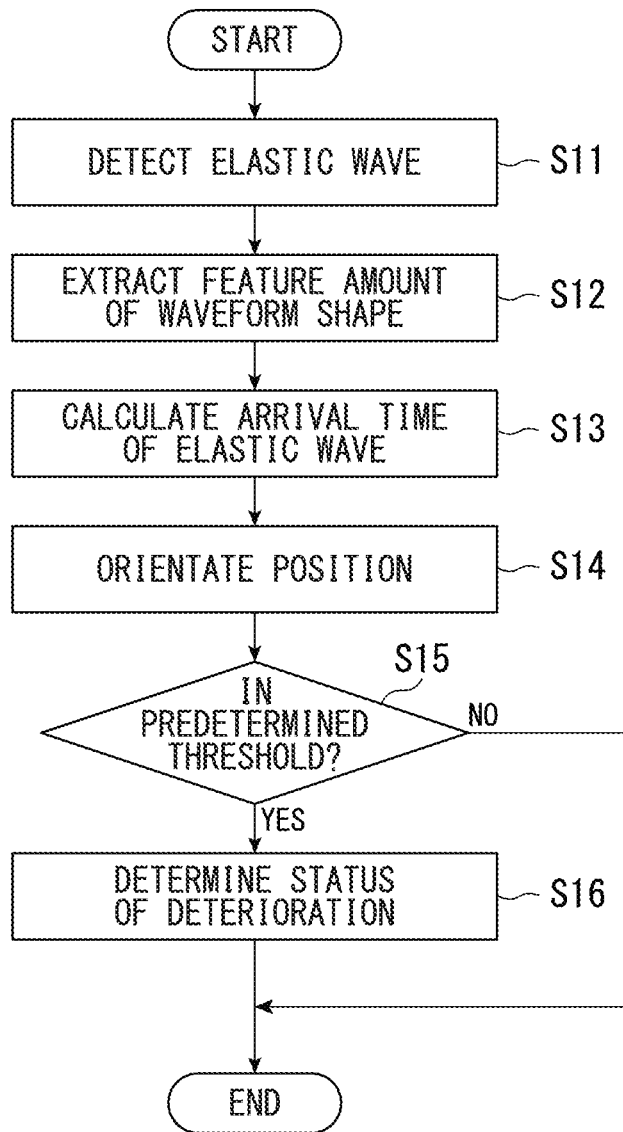 START
DETECT ELASTIC WAVE
S11
EXTRACT FEATURE AMOUNT
OF WAVEFORM SHAPE
S12
CALCULATE ARRIVAL TIME
OF ELASTIC WAVE
S13
ORIENTATE POSITION
S14
S15
IN
PREDETERMINED
THRESHOLD?
NO
YES
DETERMINE STATUS
OF DETERIORATION
S16
END